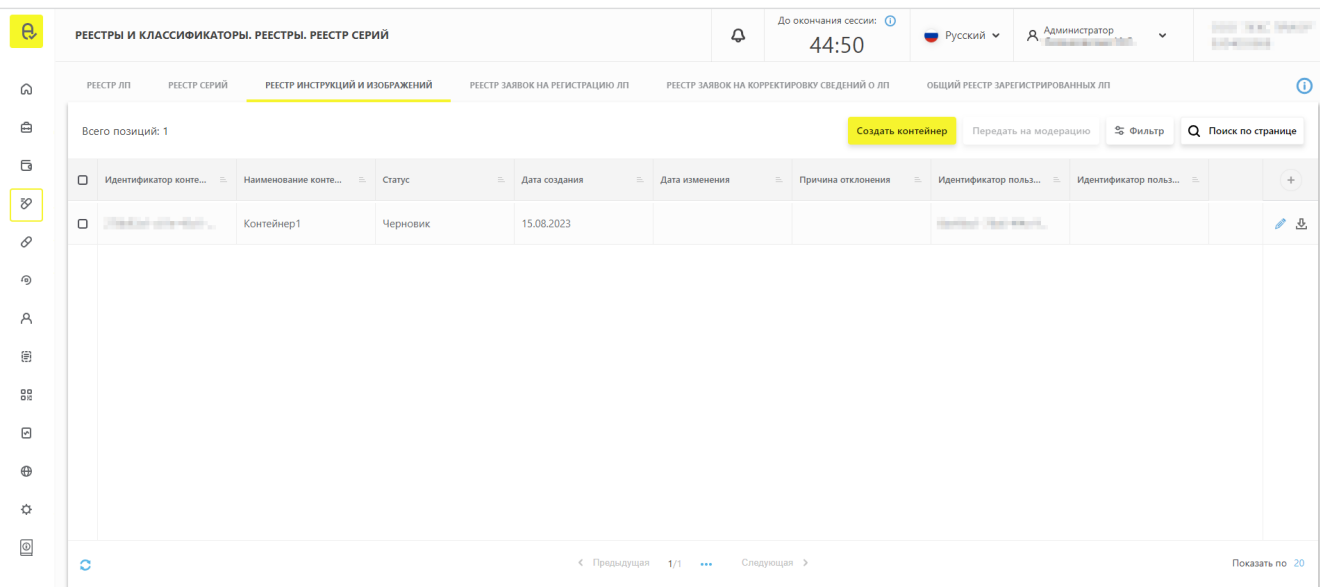 До окончания сессии:
РЕЕСТРЫ И КЛАССИФИКАТОРЫ. РЕЕСТРЫ. РЕЕСТР СЕРИЙ
44:50
Русский
Администратор
РЕЕСТР ЛП РЕЕСТР СЕРИЙ РЕЕСТР ИНСТРУКЦИЙ И ИЗОБРАЖЕНИЙ РЕЕСТР ЗАЯВОК НА РЕГИСТРАЦИЮ ЛП РЕЕСТР ЗАЯВОК НА КОРРЕКТИРОВКУ СВЕДЕНИЙ О ЛП ОБЩИЙ РЕЕСТР ЗАРЕГИСТРИРОВАННЫХ ЛП
Всего позиций: 1 Создать контейнер Передать на модерацию Фильтр Поиск по странице
Идентификатор конте... Наименование конте... Статус Дата создания Дата изменения Причина отклонения Идентификатор польз... Идентификатор польз...
Контейнер1 Черновик 15.08.2023
Предыдущая 1/1 ••• Следующая Показать по 20